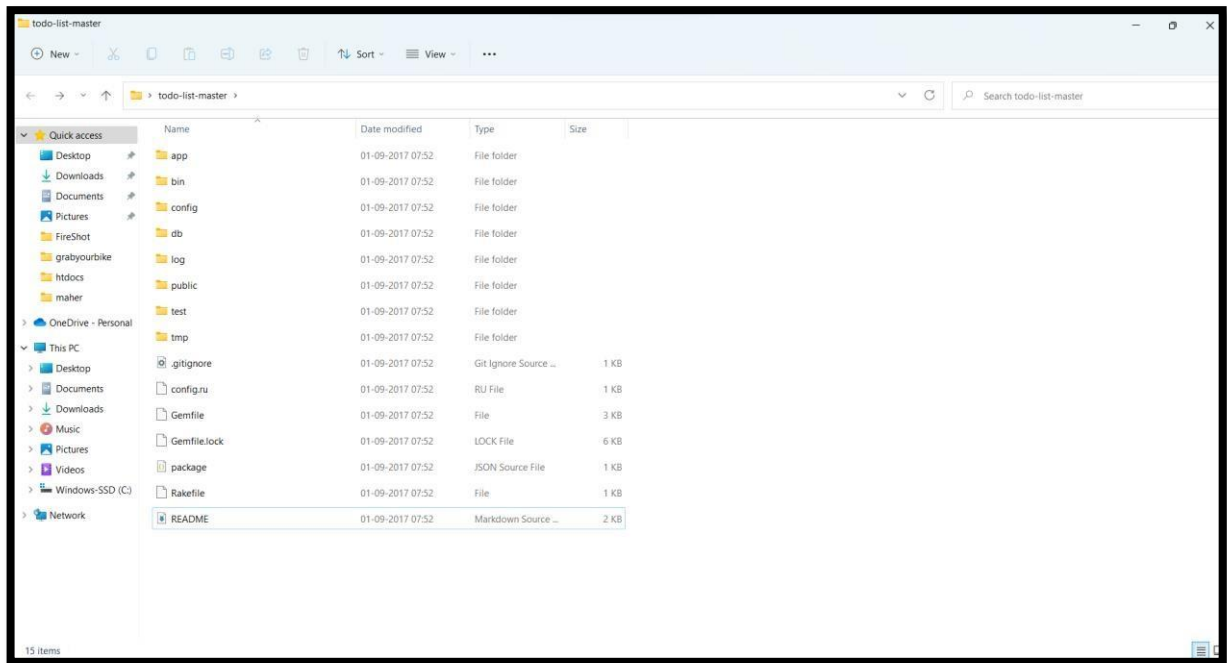 todo-list-master
New Sort View ...
> todo-list-master > Search todo-list-master
Name Date modified Type Size
Quick access
Desktop
Downloads
Documents
Pictures
FireShot
grabyourbike
htdocs
maher
OneDrive - Personal
This PC
Desktop
Documents
Downloads
Music
Pictures
Videos
Windows-SSD (C:)
Network
app 01-09-2017 07:52 File folder
bin 01-09-2017 07:52 File folder
config 01-09-2017 07:52 File folder
db 01-09-2017 07:52 File folder
log 01-09-2017 07:52 File folder
public 01-09-2017 07:52 File folder
test 01-09-2017 07:52 File folder
tmp 01-09-2017 07:52 File folder
.gitignore 01-09-2017 07:52 Git Ignore Source ... 1 KB
config.ru 01-09-2017 07:52 RU File 1 KB
Gemfile 01-09-2017 07:52 File 3 KB
Gemfile.lock 01-09-2017 07:52 LOCK File 6 KB
package 01-09-2017 07:52 JSON Source File 1 KB
Rakefile 01-09-2017 07:52 File 1 KB
README 01-09-2017 07:52 Markdown Source ... 2 KB
15 items